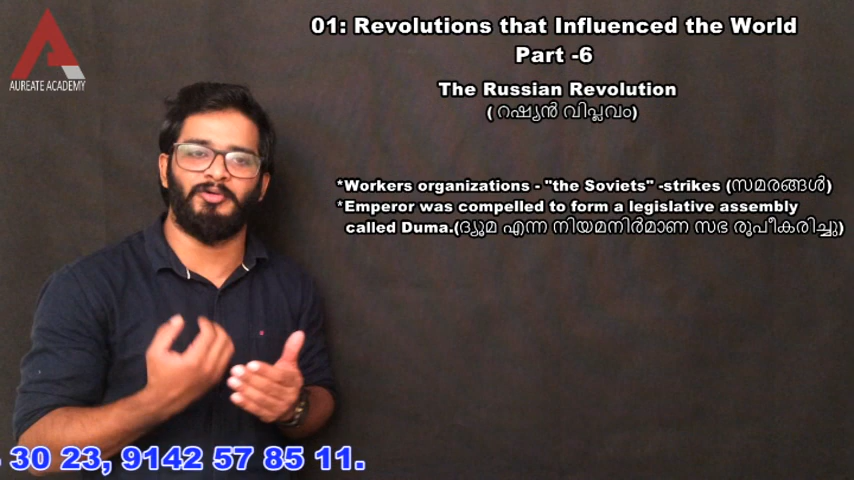 AUREATE ACADEMY
01: Revolutions that Influenced the World
Part -6
The Russian Revolution
( റഷ്യൻ വിപ്ലവം)
*Workers organizations - "the Soviets" -strikes (സമരങ്ങൾ)
*Emperor was compelled to form a legislative assembly
called Duma.(ദ്യൂമ എന്ന നിയമനിർമാണ സഭ രൂപീകരിച്ചു)
30 23, 9142 57 85 11.